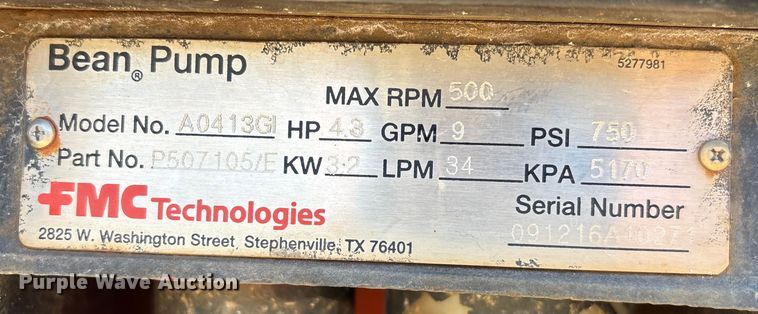 Bean® Pump
5277981
MAX RPM 500
Model No. A0413GI HP 4.3 GPM 9 PSI 750
Part No. P507105/E KW 3.2 LPM 34 KPA 5170
FMC Technologies
Serial Number
2825 W. Washington Street, Stephenville, TX 76401
Purple Wave Auction